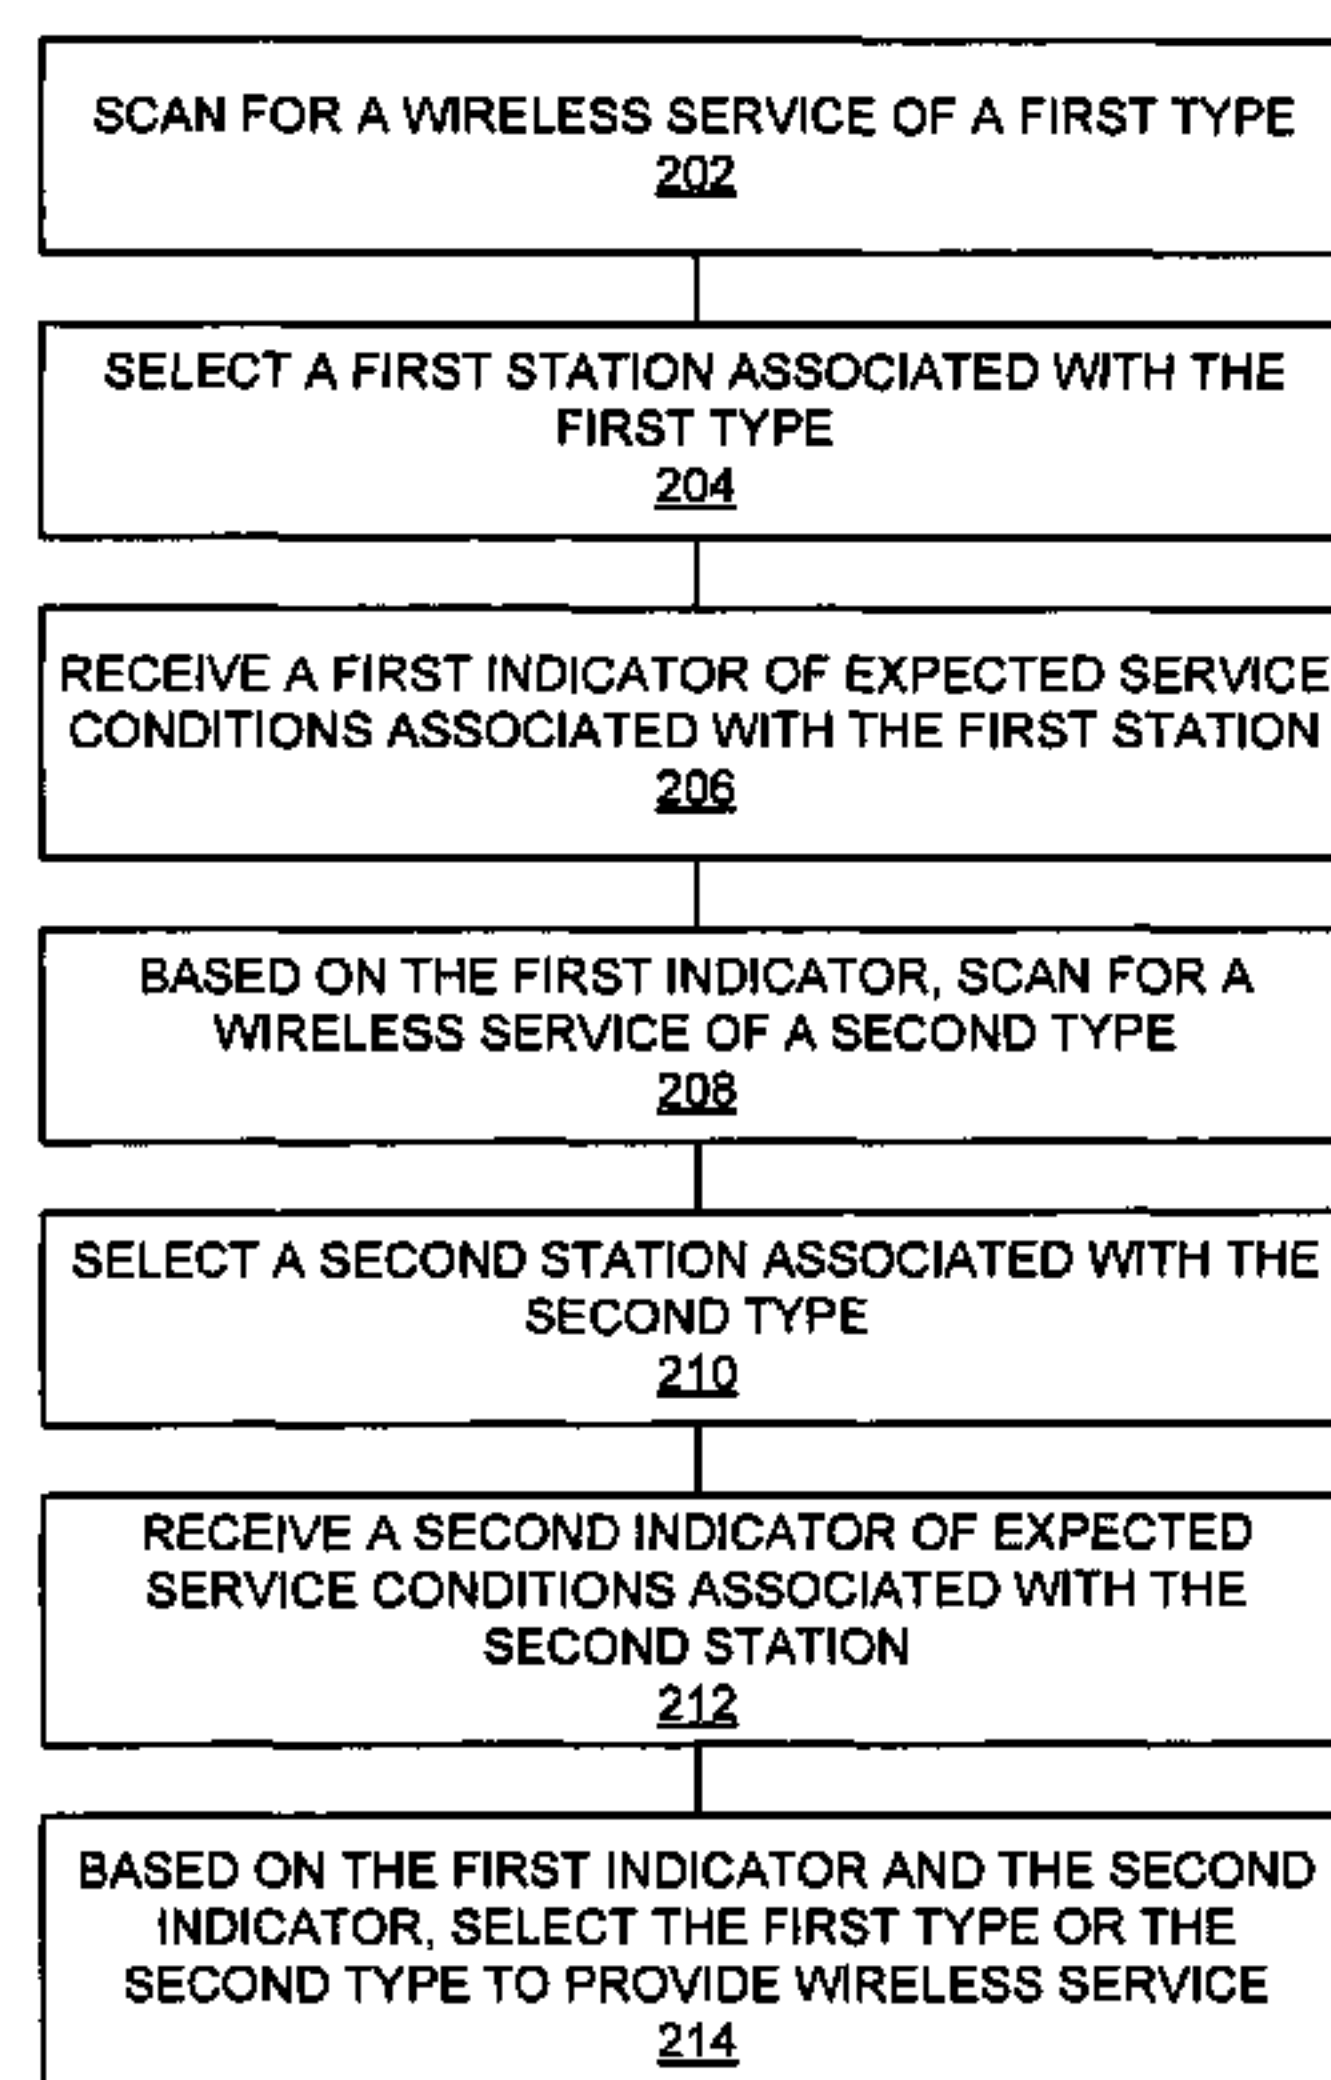 SCAN FOR A WIRELESS SERVICE OF A FIRST TYPE
202
SELECT A FIRST STATION ASSOCIATED WITH THE
FIRST TYPE
204
RECEIVE A FIRST INDICATOR OF EXPECTED SERVICE
CONDITIONS ASSOCIATED WITH THE FIRST STATION
206
BASED ON THE FIRST INDICATOR, SCAN FOR A
WIRELESS SERVICE OF A SECOND TYPE
208
SELECT A SECOND STATION ASSOCIATED WITH THE
SECOND TYPE
210
RECEIVE A SECOND INDICATOR OF EXPECTED
SERVICE CONDITIONS ASSOCIATED WITH THE
SECOND STATION
212
BASED ON THE FIRST INDICATOR AND THE SECOND
INDICATOR, SELECT THE FIRST TYPE OR THE
SECOND TYPE TO PROVIDE WIRELESS SERVICE
214